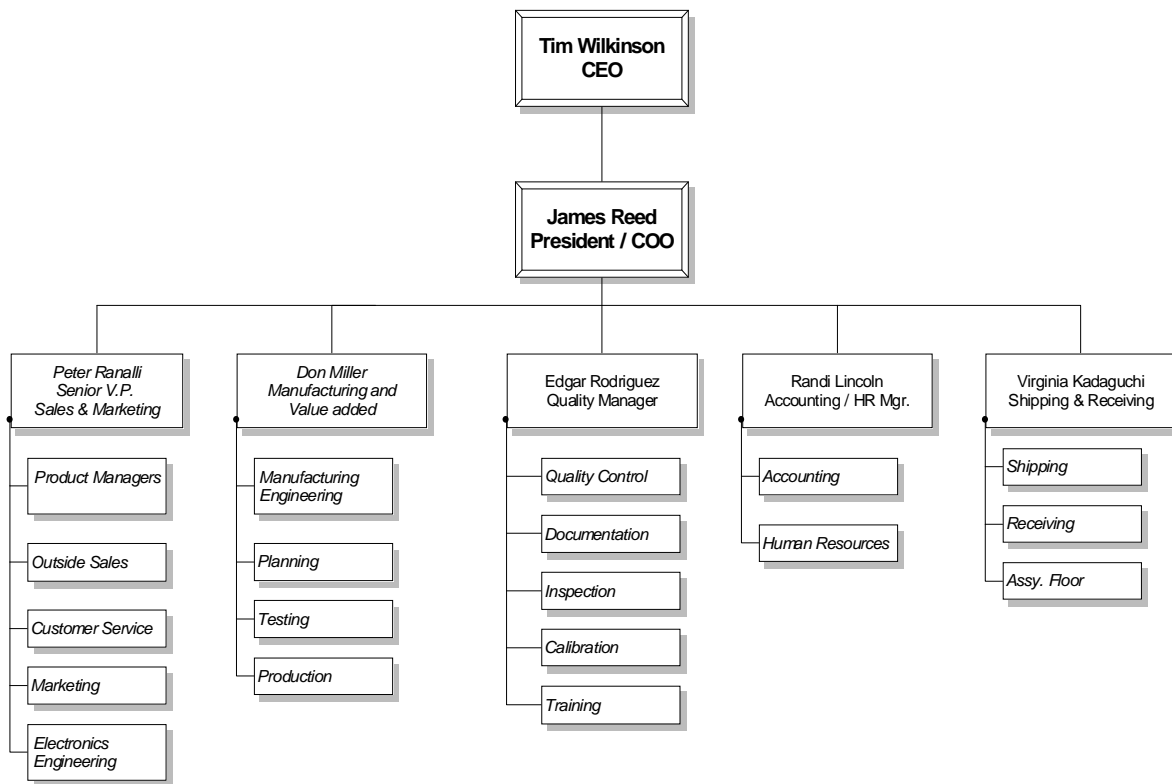 Tim Wilkinson
CEO
James Reed
President / COO
Peter Ranalli
Senior V.P.
Sales & Marketing
Product Managers
Outside Sales
Customer Service
Marketing
Electronics
Engineering
Don Miller
Manufacturing and
Value added
Manufacturing
Engineering
Planning
Testing
Production
Edgar Rodriguez
Quality Manager
Quality Control
Documentation
Inspection
Calibration
Training
Randi Lincoln
Accounting / HR Mgr.
Accounting
Human Resources
Virginia Kadaguchi
Shipping & Receiving
Shipping
Receiving
Assy. Floor